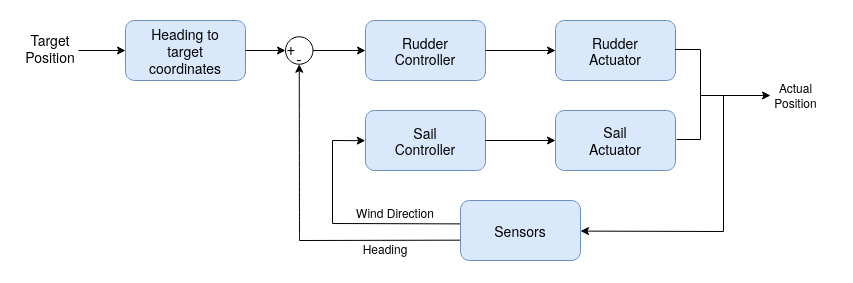 Target
Position
Heading to
target
coordinates
+
-
Rudder
Controller
Rudder
Actuator
Actual
Position
Sail
Controller
Sail
Actuator
Wind Direction
Sensors
Heading